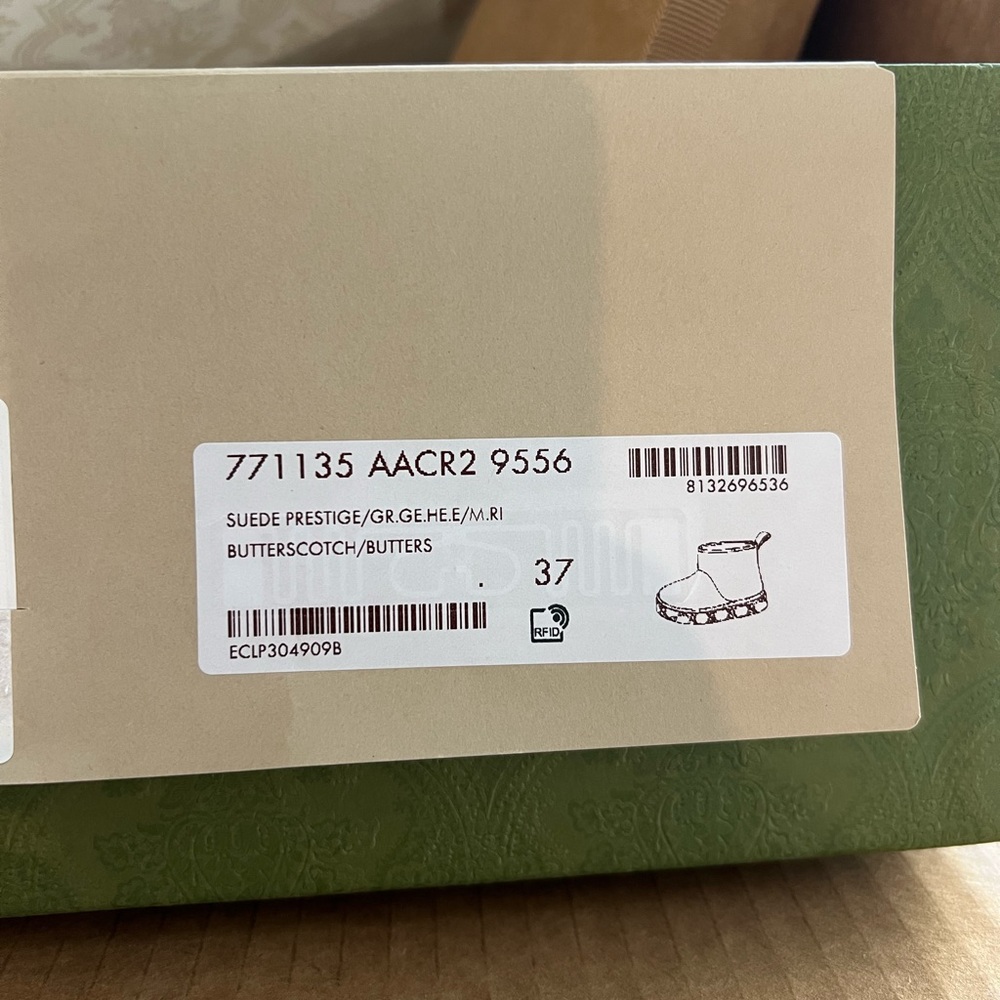 771135 AACR2 9556
8132696536
SUEDE PRESTIGE/GR.GE.HE.E/M.RI
BUTTERSCOTCH/BUTTERS
. 37
RFID
ECLP304909B